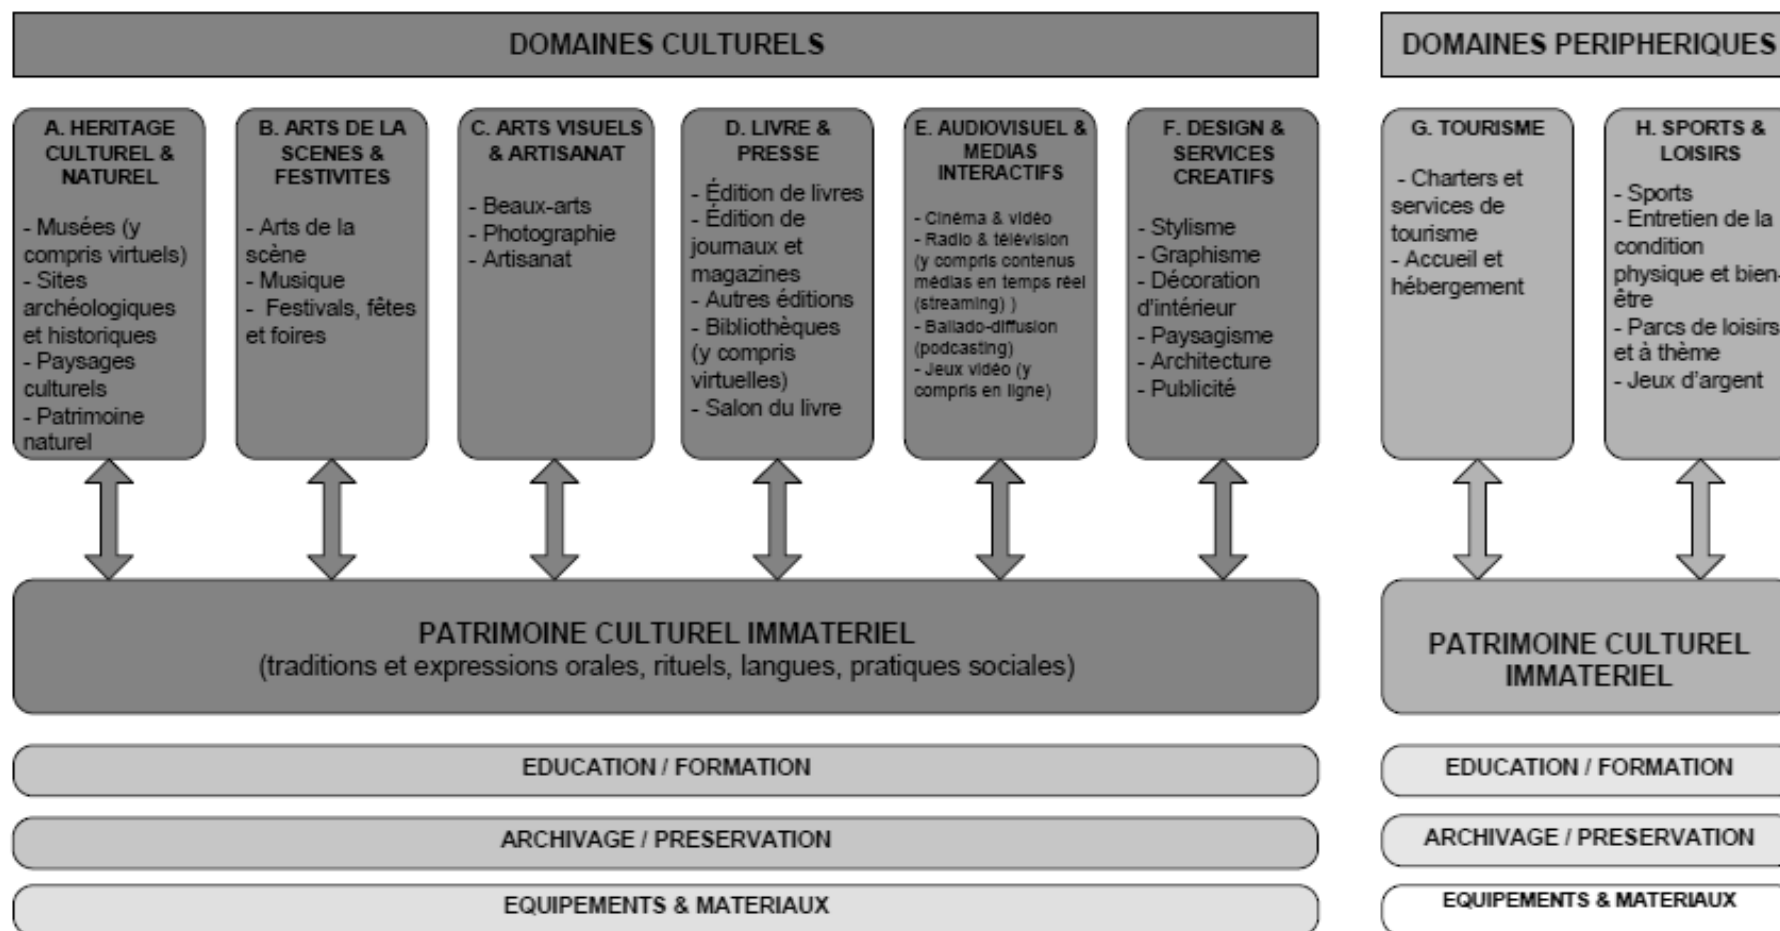 DOMAINES CULTURELS
DOMAINES PERIPHERIQUES
A. HERITAGE
CULTUREL &
NATUREL
- Musées (y
compris virtuels)
- Sites
archéologiques
et historiques
- Paysages
culturels
- Patrimoine
naturel
B. ARTS DE LA
SCENES &
FESTIVITES
- Arts de la
scène
- Musique
- Festivals, fêtes
et foires
C. ARTS VISUELS
& ARTISANAT
- Beaux-arts
- Photographie
- Artisanat
D. LIVRE &
PRESSE
- Édition de livres
- Édition de
journaux et
magazines
- Autres éditions
- Bibliothèques
(y compris
virtuelles)
- Salon du livre
E. AUDIOVISUEL &
MEDIAS
INTERACTIFS
- Cinéma & vidéo
- Radio & télévision
(y compris contenus
médias en temps réel
(streaming) )
- Ballado-diffusion
(podcasting)
- Jeux vidéo (y
compris en ligne)
F. DESIGN &
SERVICES
CREATIFS
- Stylisme
- Graphisme
- Décoration
d'intérieur
- Paysagisme
- Architecture
- Publicité
G. TOURISME
- Charters et
services de
tourisme
- Accueil et
hébergement
H. SPORTS &
LOISIRS
- Sports
- Entretien de la
condition
physique et bien-
être
- Parcs de loisirs
et à thème
- Jeux d'argent
PATRIMOINE CULTUREL IMMATERIEL
(traditions et expressions orales, rituels, langues, pratiques sociales)
PATRIMOINE CULTUREL
IMMATERIEL
EDUCATION / FORMATION
EDUCATION / FORMATION
ARCHIVAGE / PRESERVATION
ARCHIVAGE / PRESERVATION
EQUIPEMENTS & MATERIAUX
EQUIPEMENTS & MATERIAUX